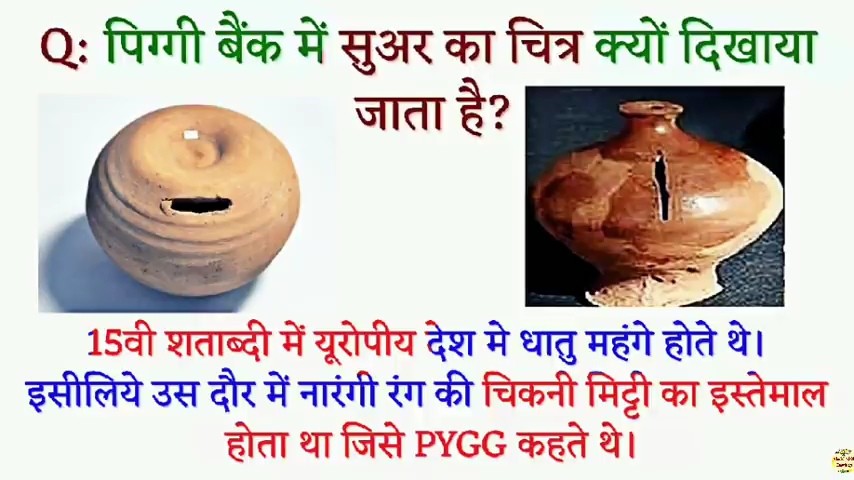 Q: पिग्गी बैंक में सुअर का चित्र क्यों दिखाया
जाता है?
15वी शताब्दी में यूरोपीय देश मे धातु महंगे होते थे।
इसीलिये उस दौर में नारंगी रंग की चिकनी मिट्टी का इस्तेमाल
होता था जिसे PYGG कहते थे।